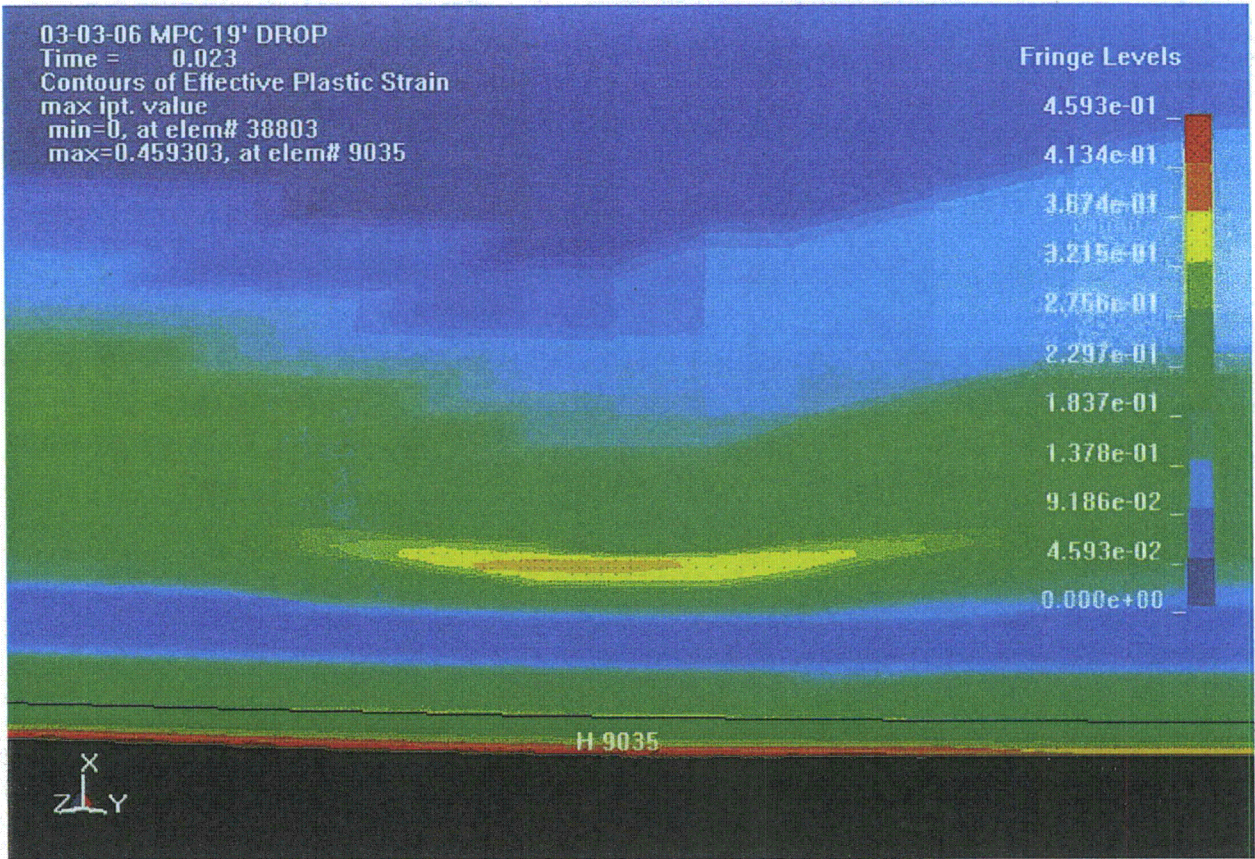 03-03-06 MPC 19' DROP
Time = 0.023
Contours of Effective Plastic Strain
max ipt. value
min=0, at elem# 38803
max=0.459303, at elem# 9035
Fringe Levels
4.593e-01
4.134e-01
3.674e-01
3.215e-01
2.756e-01
2.297e-01
1.837e-01
1.378e-01
9.186e-02
4.593e-02
0.000e+00
H 9035
X
Z Y